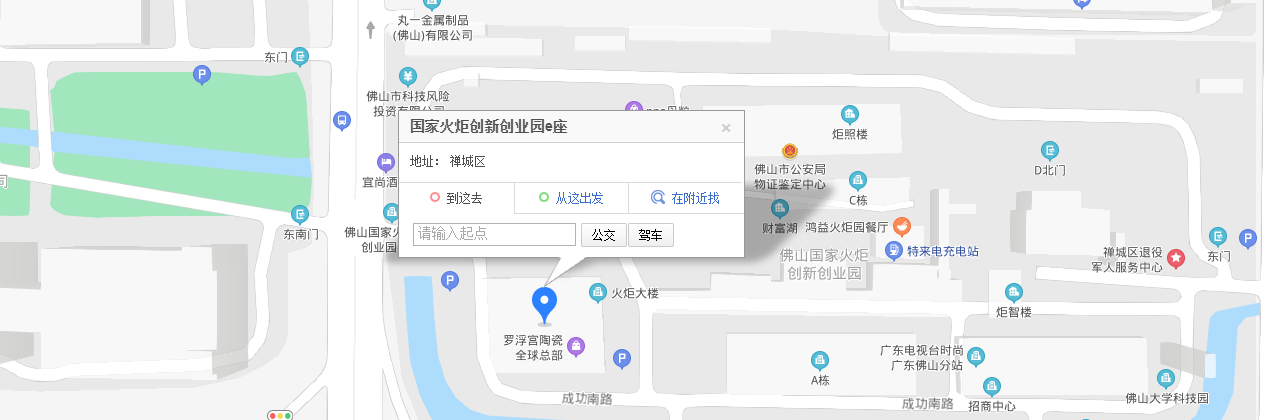 丸一金属制品
(佛山)有限公司
东门
P
佛山市科技风险
投资有限公司
国家火炬创新创业园e座
×
地址： 禅城区
到这去
从这出发
在附近找
请输入起点
公交
驾车
炬照楼
佛山市公安局
物证鉴定中心
D北门
C栋
宜尚酒
司
东南门
佛山国家火
创业园
财富湖
鸿益火炬园餐厅
特来电充电站
佛山国家火炬
创新创业园
禅城区退役
军人服务中心
东门
P
P
火炬大楼
炬智楼
罗浮宫陶瓷
全球总部
P
A栋
广东电视台时尚
广东佛山分站
招商中心
佛山大学科技园
成功南路
成功南路